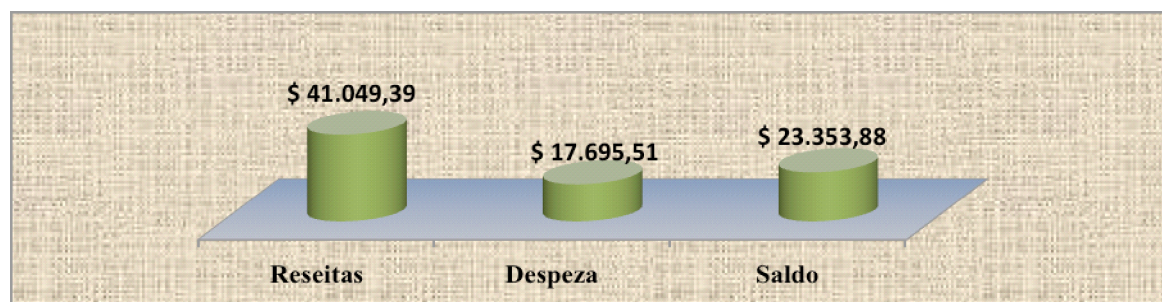 $ 41.049,39
$ 17.695,51
$ 23.353,88
Reseitas
Despeza
Saldo